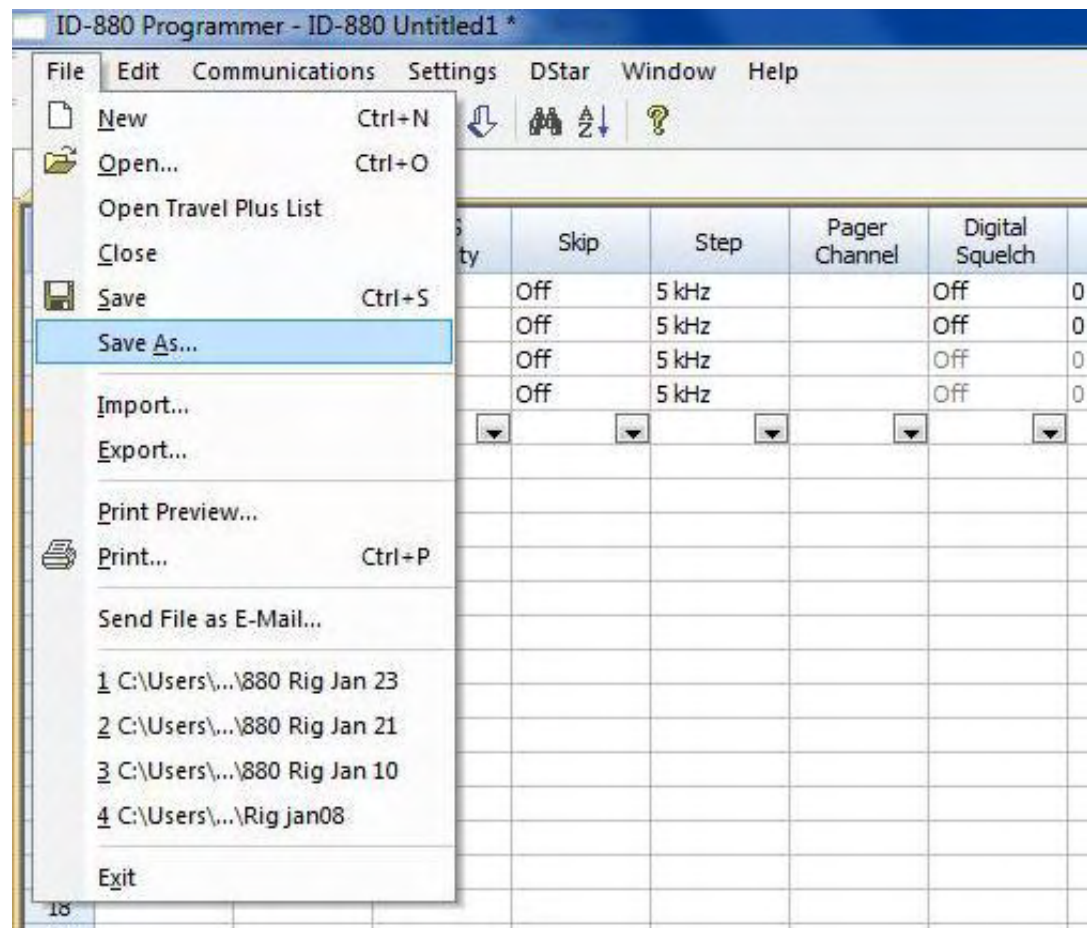 ID-880 Programmer - ID-880 Untitled1 *
File Edit Communications Settings DStar Window Help
New Ctrl+N
Open... Ctrl+O
Open Travel Plus List
Close
Save Ctrl+S
Save As...
Import...
Export...
Print Preview...
Print... Ctrl+P
Send File as E-Mail...
1 C:\Users\...\880 Rig Jan 23
2 C:\Users\...\880 Rig Jan 21
3 C:\Users\...\880 Rig Jan 10
4 C:\Users\...\Rig jan08
Exit
ty Skip Step Pager Channel Digital Squelch
Off 5 kHz Off 0
Off 5 kHz Off 0
Off 5 kHz Off 0
Off 5 kHz Off 0
18